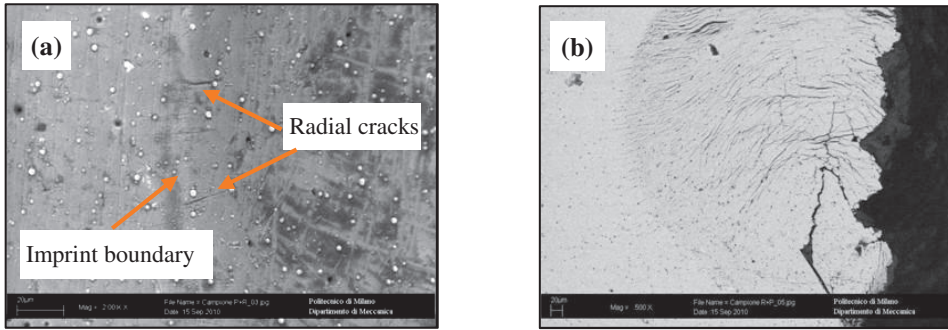 (a)
Radial cracks
Imprint boundary
20µm
Mag = 2.00 K X
File Name = Campione P+R_03.jpg
Date :15 Sep 2010
Politecnico di Milano
Dipartimento di Meccanica
(b)
20µm
Mag = .500 K X
File Name = Campione R+P_05.jpg
Date :15 Sep 2010
Politecnico di Milano
Dipartimento di Meccanica